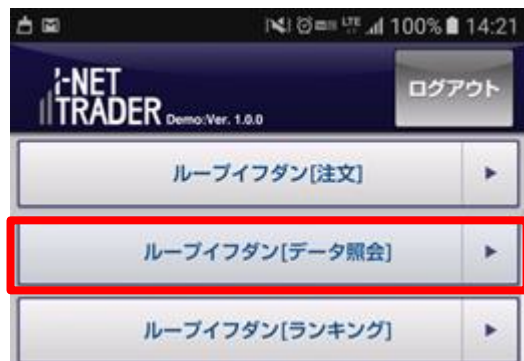 LTE 100% 14:21
i-NET
TRADER Demo:Ver. 1.0.0
ログアウト
ループイフダン[注文]
ループイフダン[データ照会]
ループイフダン[ランキング]